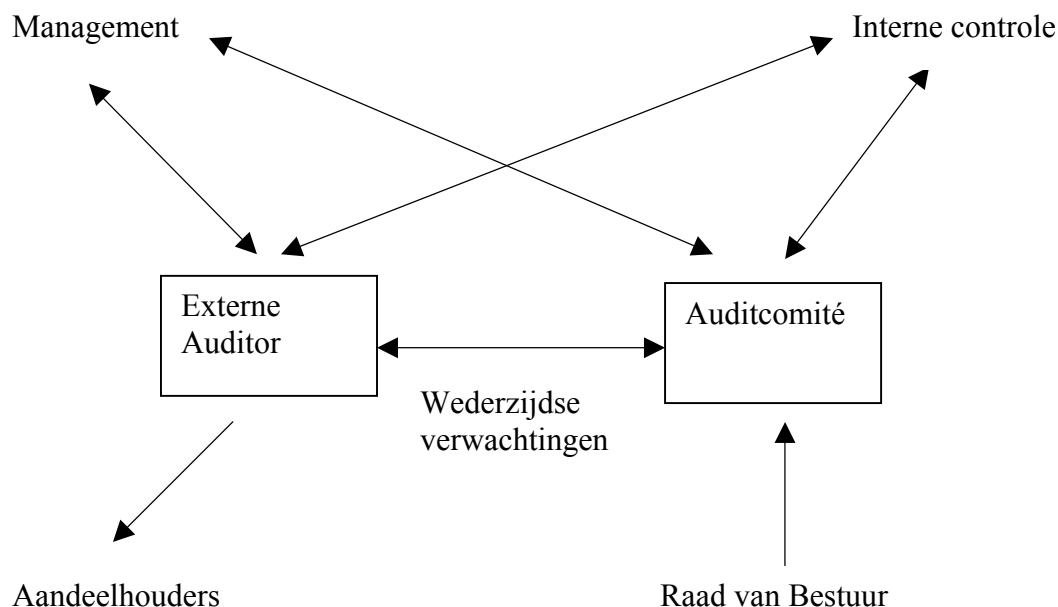 Management
Interne controle
Externe
Auditor
Auditcomité
Wederzijdse
verwachtingen
Aandeelhouders
Raad van Bestuur